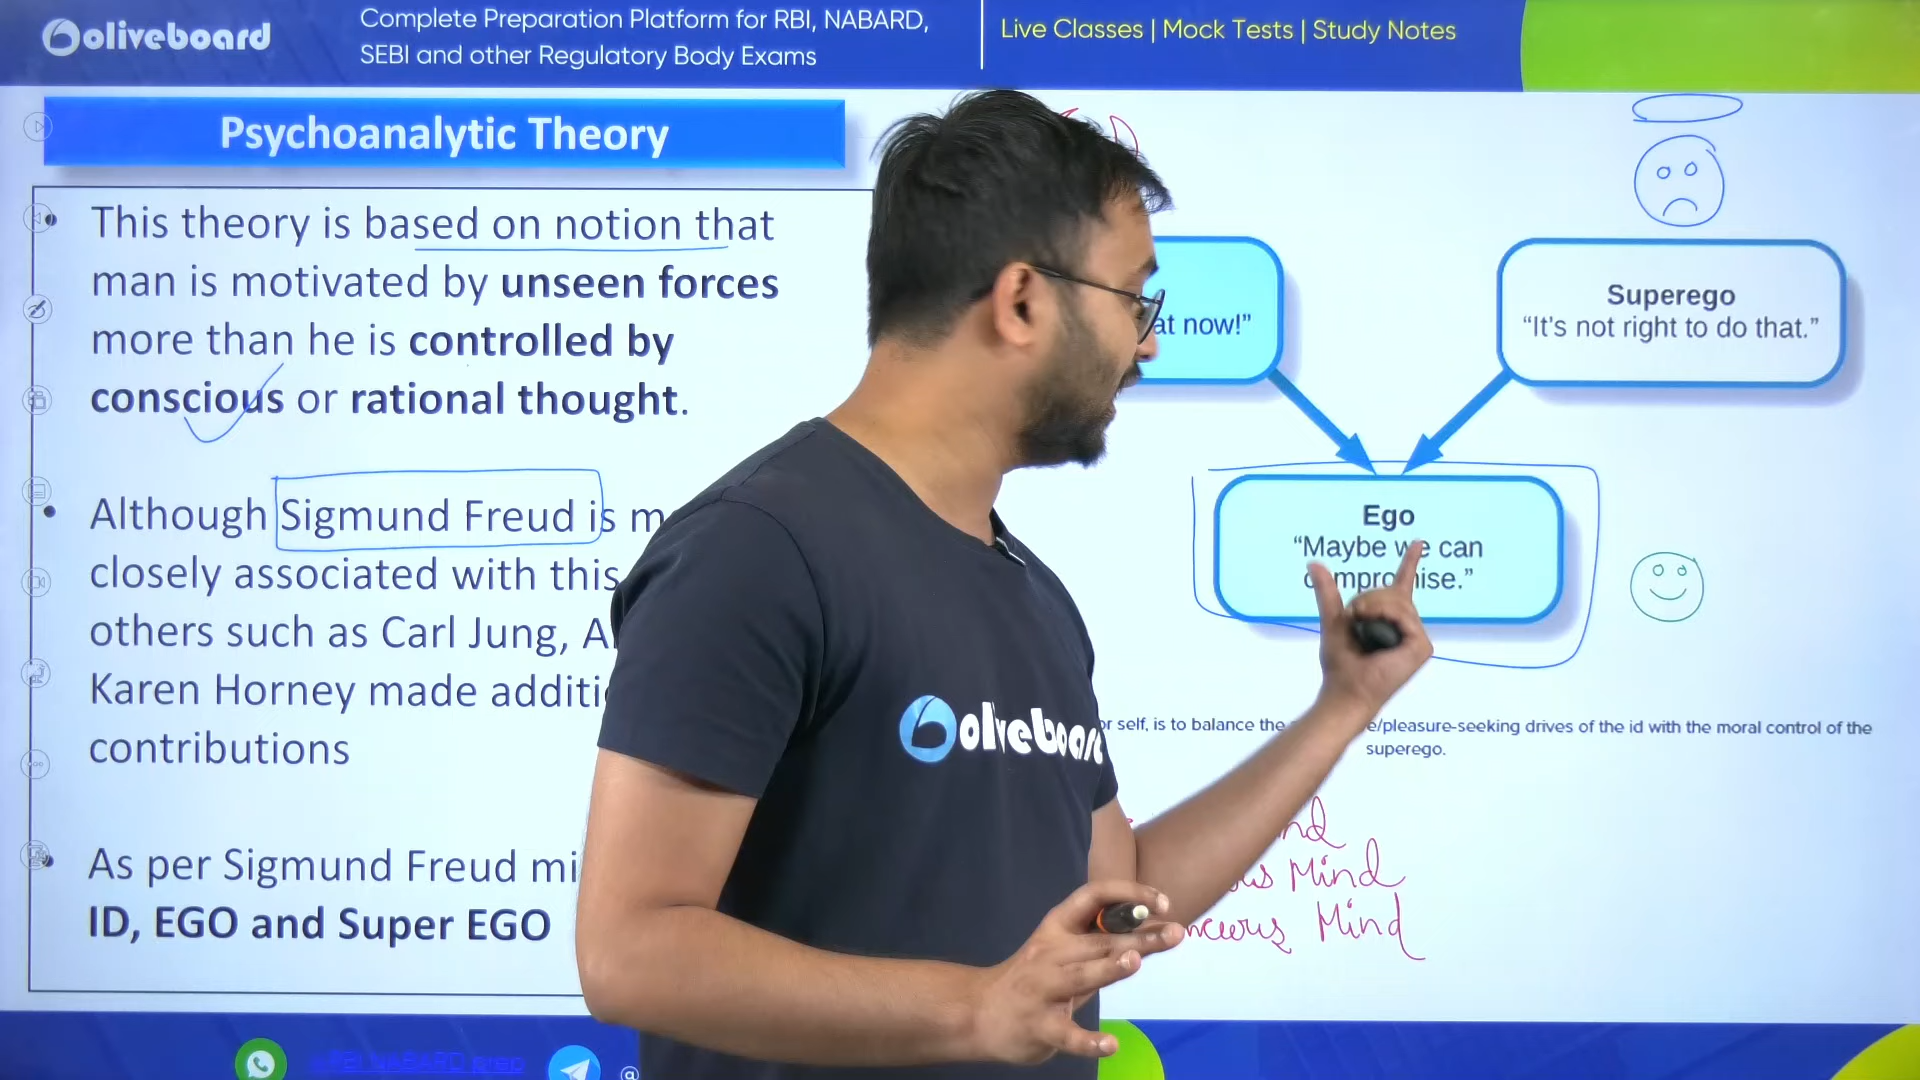 oliveboard
Complete Preparation Platform for RBI, NABARD,
SEBI and other Regulatory Body Exams
Live Classes | Mock Tests | Study Notes
Psychoanalytic Theory
• This theory is based on notion that
man is motivated by unseen forces
more than he is controlled by
conscious or rational thought.
• Although Sigmund Freud is
closely associated with this
others such as Carl Jung,
Karen Horney made
contributions
• As per Sigmund Freud
ID, EGO and Super EGO
at now!”
Superego
“It's not right to do that.”
Ego
“Maybe we can
compromise.”
or self, is to balance the
/pleasure-seeking drives of the id with the moral control of the
superego.
Mind
Mind
oliveboard
@